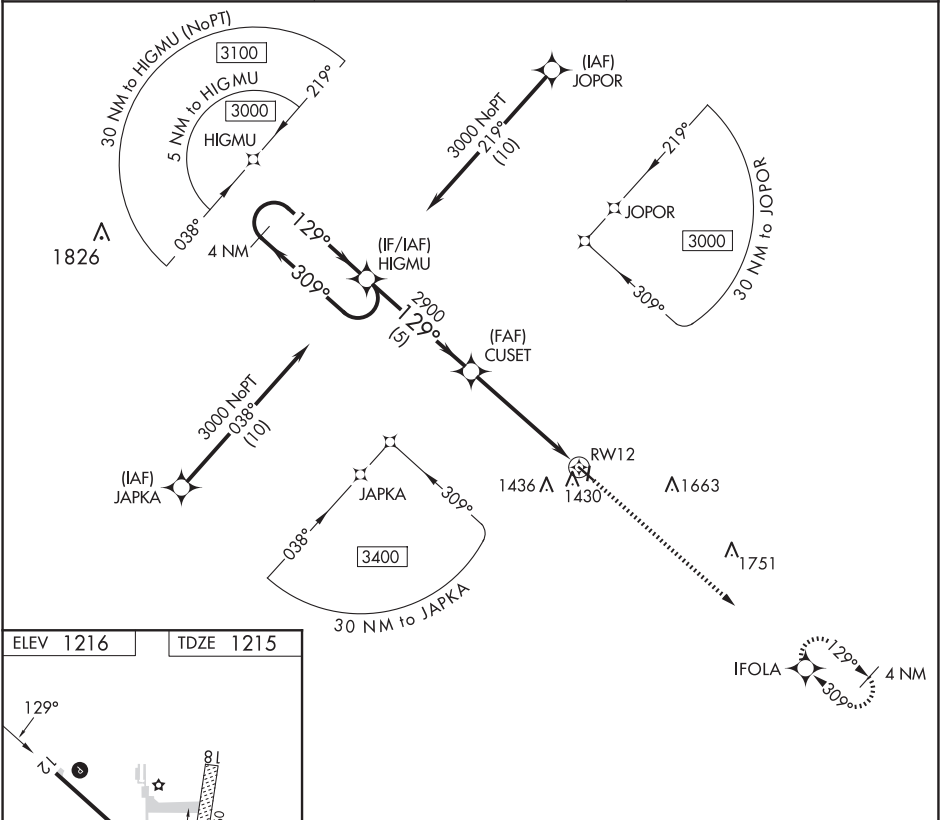 30 NM to HIGMU (NoPT)
3100
5 NM to HIGMU
3000
219°
HIGMU
038°
1826
(IAF)
JOPOR
3000 NoPT
219°
(10)
219°
JOPOR
3000
309°
30 NM to JOPOR
4 NM
129°
309°
(IF/IAF)
HIGMU
2900
129°
(5)
(FAF)
CUSET
3000 NoPT
038°
(10)
(IAF)
JAPKA
JAPKA
038°
309°
3400
30 NM to JAPKA
RW12
1436
1430
1663
1751
IFOLA
129°
309°
4 NM
ELEV 1216
TDZE 1215
129°
12
P
18